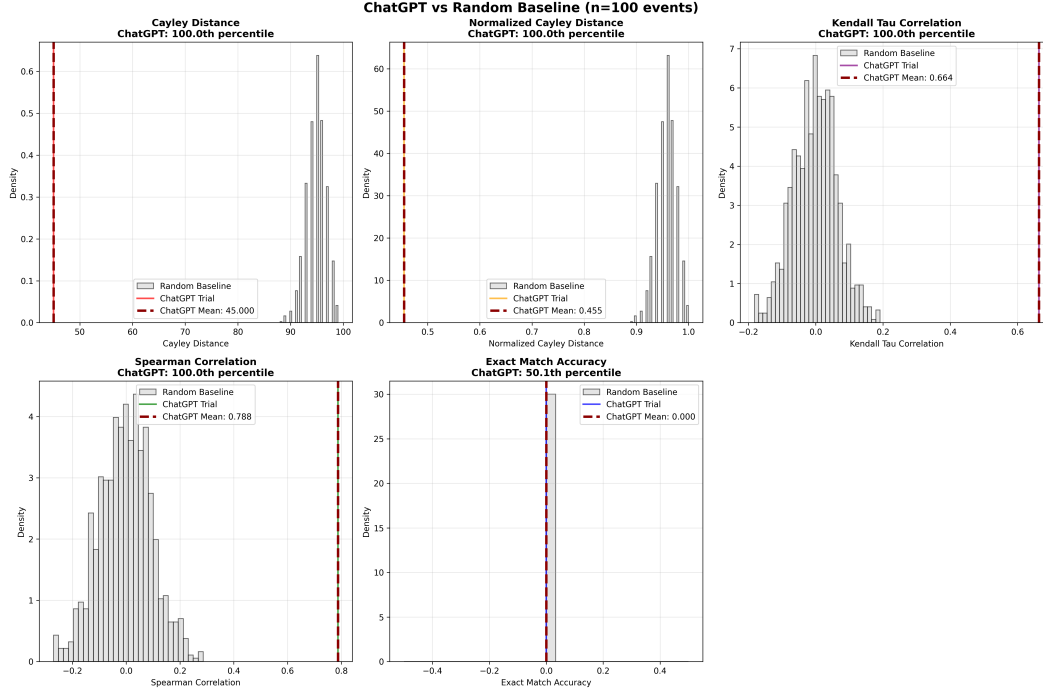 ChatGPT vs Random Baseline (n=100 events)
Cayley Distance
ChatGPT: 100.0th percentile
0.6
0.5
0.4
0.3
0.2
0.1
0.0
Density
Random Baseline
ChatGPT Trial
ChatGPT Mean: 45.000
50
60
70
80
90
100
Cayley Distance
Normalized Cayley Distance
ChatGPT: 100.0th percentile
60
50
40
30
20
10
0
Density
Random Baseline
ChatGPT Trial
ChatGPT Mean: 0.455
0.5
0.6
0.7
0.8
0.9
1.0
Normalized Cayley Distance
Kendall Tau Correlation
ChatGPT: 100.0th percentile
7
6
5
4
3
2
1
0
Density
Random Baseline
ChatGPT Trial
ChatGPT Mean: 0.664
−0.2
0.0
0.2
0.4
0.6
Kendall Tau Correlation
Spearman Correlation
ChatGPT: 100.0th percentile
4
3
2
1
0
Density
Random Baseline
ChatGPT Trial
ChatGPT Mean: 0.788
−0.2
0.0
0.2
0.4
0.6
0.8
Spearman Correlation
Exact Match Accuracy
ChatGPT: 50.1th percentile
30
25
20
15
10
5
0
Density
Random Baseline
ChatGPT Trial
ChatGPT Mean: 0.000
−0.4
−0.2
0.0
0.2
0.4
Exact Match Accuracy